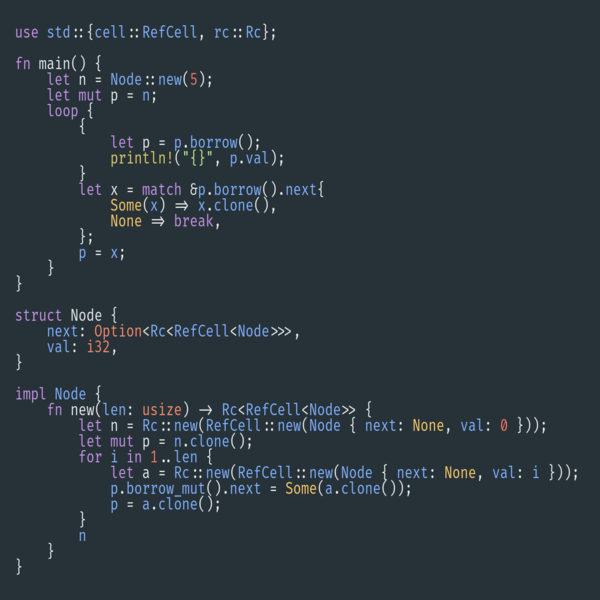 use std::{cell::RefCell, rc::Rc};

fn main() {
    let n = Node::new(5);
    let mut p = n;
    loop {
        {
            let p = p.borrow();
            println!("{}", p.val);
        }
        let x = match &p.borrow().next{
            Some(x) => x.clone(),
            None => break,
        };
        p = x;
    }
}

struct Node {
    next: Option<Rc<RefCell<Node>>>,
    val: i32,
}

impl Node {
    fn new(len: usize) -> Rc<RefCell<Node>> {
        let n = Rc::new(RefCell::new(Node { next: None, val: 0 }));
        let mut p = n.clone();
        for i in 1..len {
            let a = Rc::new(RefCell::new(Node { next: None, val: i }));
            p.borrow_mut().next = Some(a.clone());
            p = a.clone();
        }
        n
    }
}